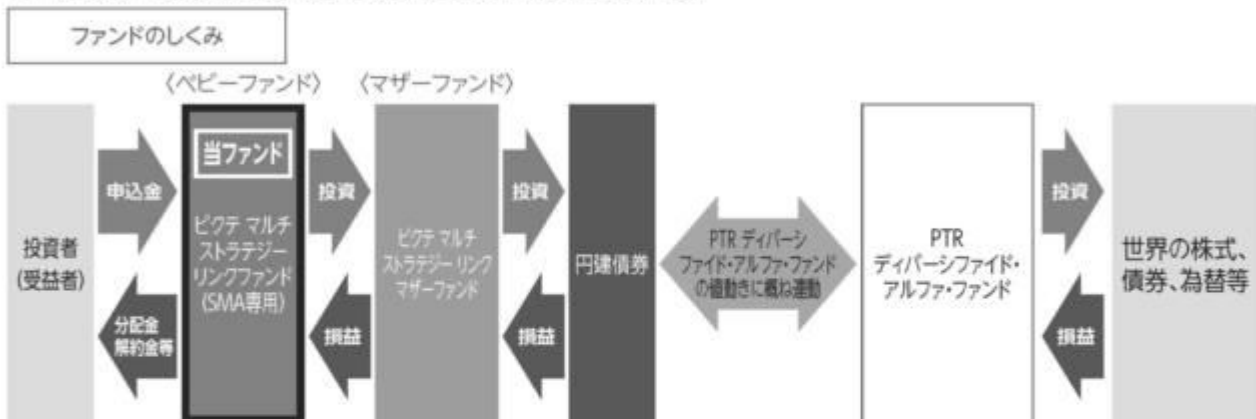 ファンドのしくみ
〈ベビーファンド〉
〈マザーファンド〉
投資者
(受益者)
申込金
分配金
解約金等
当ファンド
ピクテ マルチ
ストラテジー
リンクファンド
(SMA専用)
投資
損益
ピクテ マルチ
ストラテジー リンク
マザーファンド
投資
損益
円建債券
PTR ディバーシ
ファイド・アルファ・ファンド
の値動きに概ね連動
PTR
ディバーシファイド・
アルファ・ファンド
投資
損益
世界の株式、
債券、為替等